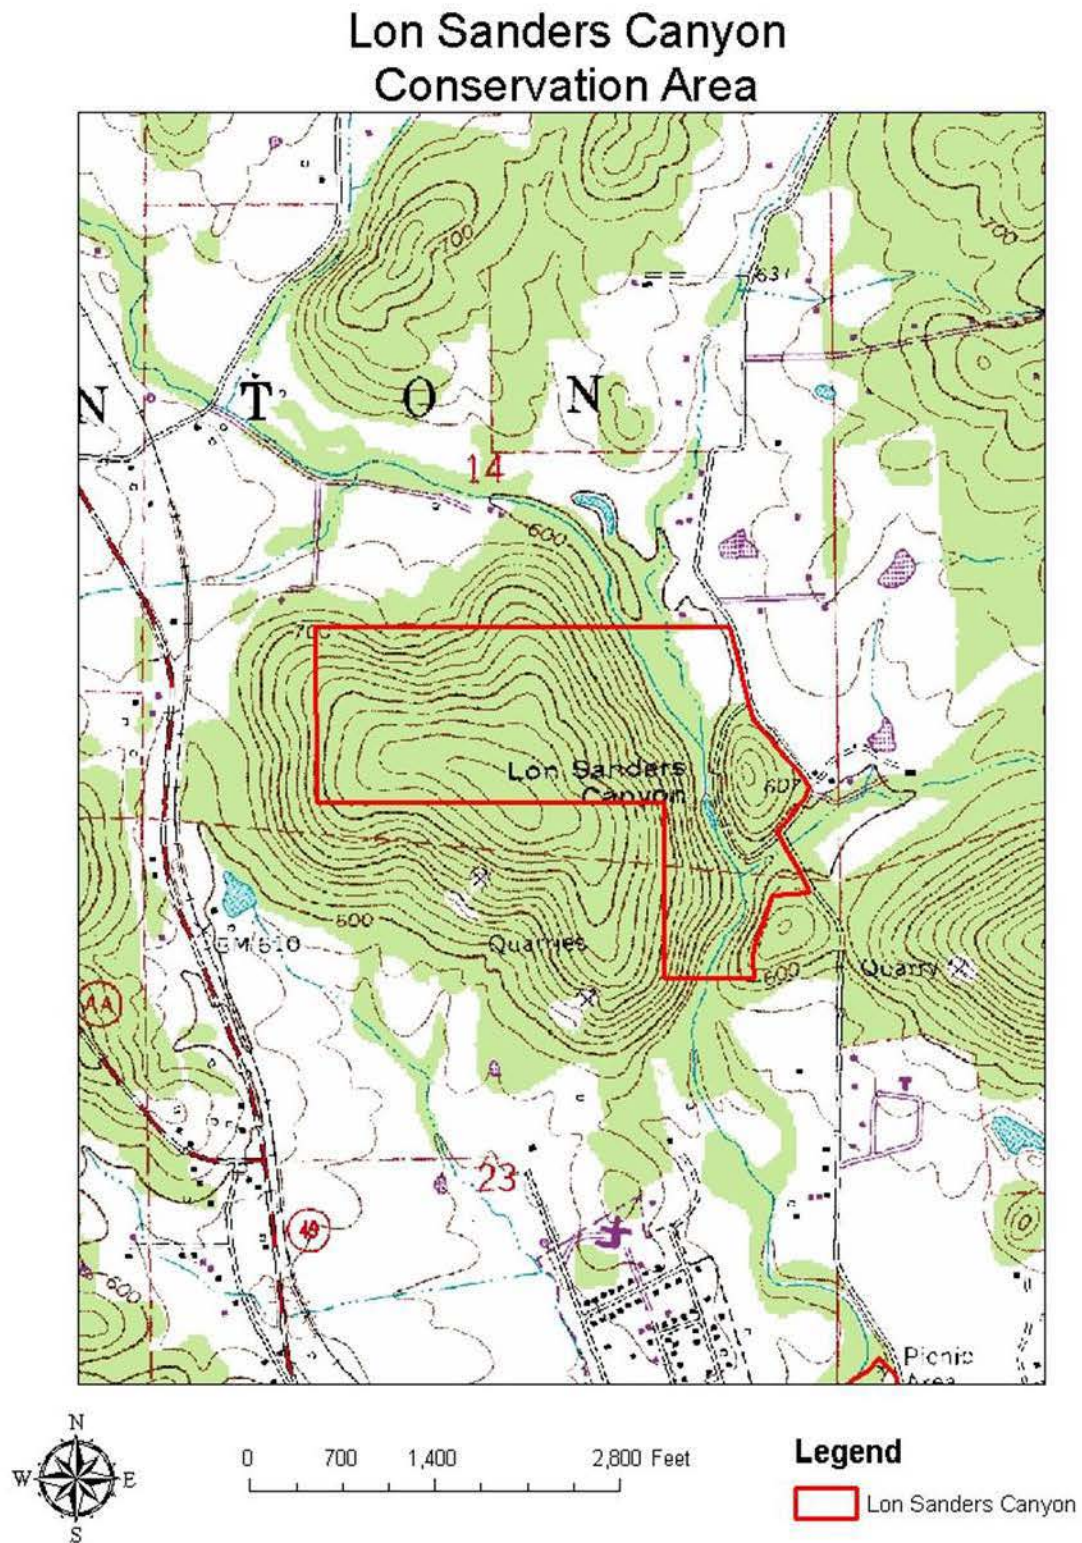 Lon Sanders Canyon
Conservation Area
700
700
631
N T O N
14
600
700
Lon Sanders
Canyon
607
600
BM 610
Quarries
600
Quarry
AA
T
23
49
600
Picnic
Area
N
W E
S
0 700 1,400 2,800 Feet
Legend
Lon Sanders Canyon